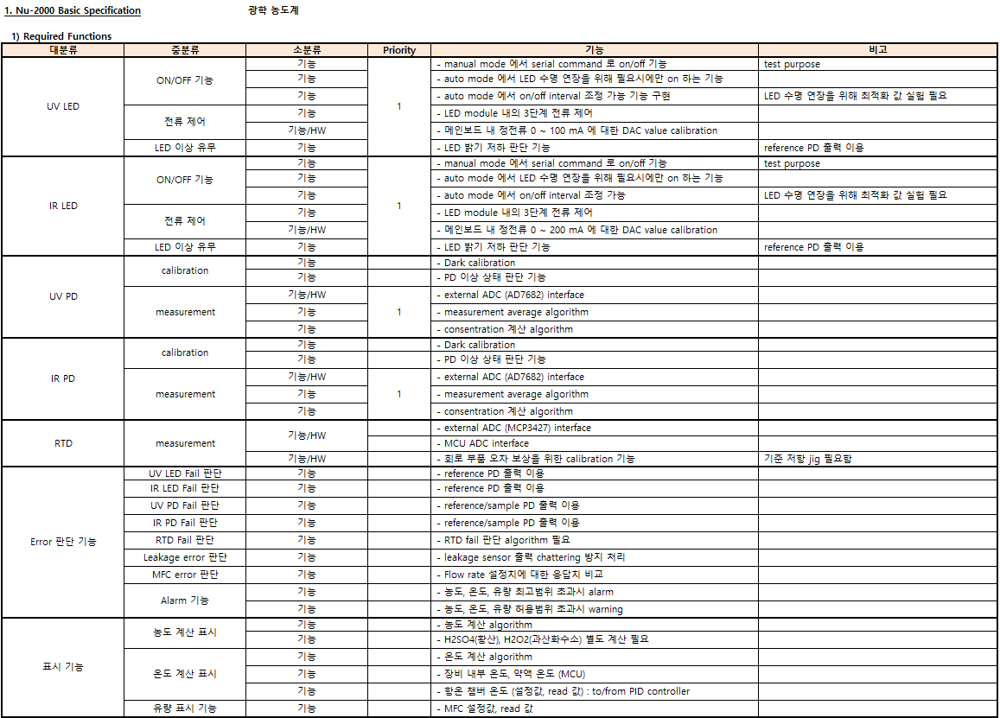 1. Nu-2000 Basic Specification 광학 농도계
1) Required Functions
대분류 중분류 소분류 Priority 기능 비고
UV LED ON/OFF 기능 기능 1 - manual mode 에서 serial command 로 on/off 기능 test purpose
기능 - auto mode 에서 LED 수명 연장을 위해 필요시에만 on 하는 기능
기능 - auto mode 에서 on/off interval 조정 가능 기능 구현 LED 수명 연장을 위해 최적화 값 실험 필요
전류 제어 기능 - LED module 내의 3단계 전류 제어
기능/HW - 메인보드 내 정전류 0 ~ 100 mA 에 대한 DAC value calibration
LED 이상 유무 기능 - LED 밝기 저하 판단 기능 reference PD 출력 이용
IR LED ON/OFF 기능 기능 1 - manual mode 에서 serial command 로 on/off 기능 test purpose
기능 - auto mode 에서 LED 수명 연장을 위해 필요시에만 on 하는 기능
기능 - auto mode 에서 on/off interval 조정 가능 LED 수명 연장을 위해 최적화 값 실험 필요
전류 제어 기능 - LED module 내의 3단계 전류 제어
기능/HW - 메인보드 내 정전류 0 ~ 200 mA 에 대한 DAC value calibration
LED 이상 유무 기능 - LED 밝기 저하 판단 기능 reference PD 출력 이용
UV PD calibration 기능 - Dark calibration
기능 - PD 이상 상태 판단 기능
measurement 기능/HW 1 - external ADC (AD7682) interface
기능 - measurement average algorithm
기능 - consentration 계산 algorithm
IR PD calibration 기능 - Dark calibration
기능 - PD 이상 상태 판단 기능
measurement 기능/HW 1 - external ADC (AD7682) interface
기능 - measurement average algorithm
기능 - consentration 계산 algorithm
RTD measurement 기능/HW - external ADC (MCP3427) interface
- MCU ADC interface
기능/HW - 회로 부품 오차 보상을 위한 calibration 기능 기준 저항 jig 필요함
Error 판단 기능 UV LED Fail 판단 기능 - reference PD 출력 이용
IR LED Fail 판단 기능 - reference PD 출력 이용
UV PD Fail 판단 기능 - reference/sample PD 출력 이용
IR PD Fail 판단 기능 - reference/sample PD 출력 이용
RTD Fail 판단 기능 - RTD fail 판단 algorithm 필요
Leakage error 판단 기능 - leakage sensor 출력 chattering 방지 처리
MFC error 판단 기능 - Flow rate 설정치에 대한 응답치 비교
Alarm 기능 기능 - 농도, 온도, 유량 최고범위 초과시 alarm
기능 - 농도, 온도, 유량 허용범위 초과시 warning
표시 기능 농도 계산 표시 기능 - 농도 계산 algorithm
기능 - H2SO4(황산), H2O2(과산화수소) 별도 계산 필요
온도 계산 표시 기능 - 온도 계산 algorithm
기능 - 장비 내부 온도, 약액 온도 (MCU)
기능 - 항온 챔버 온도 (설정값, read 값) : to/from PID controller
유량 표시 기능 기능 - MFC 설정값, read 값